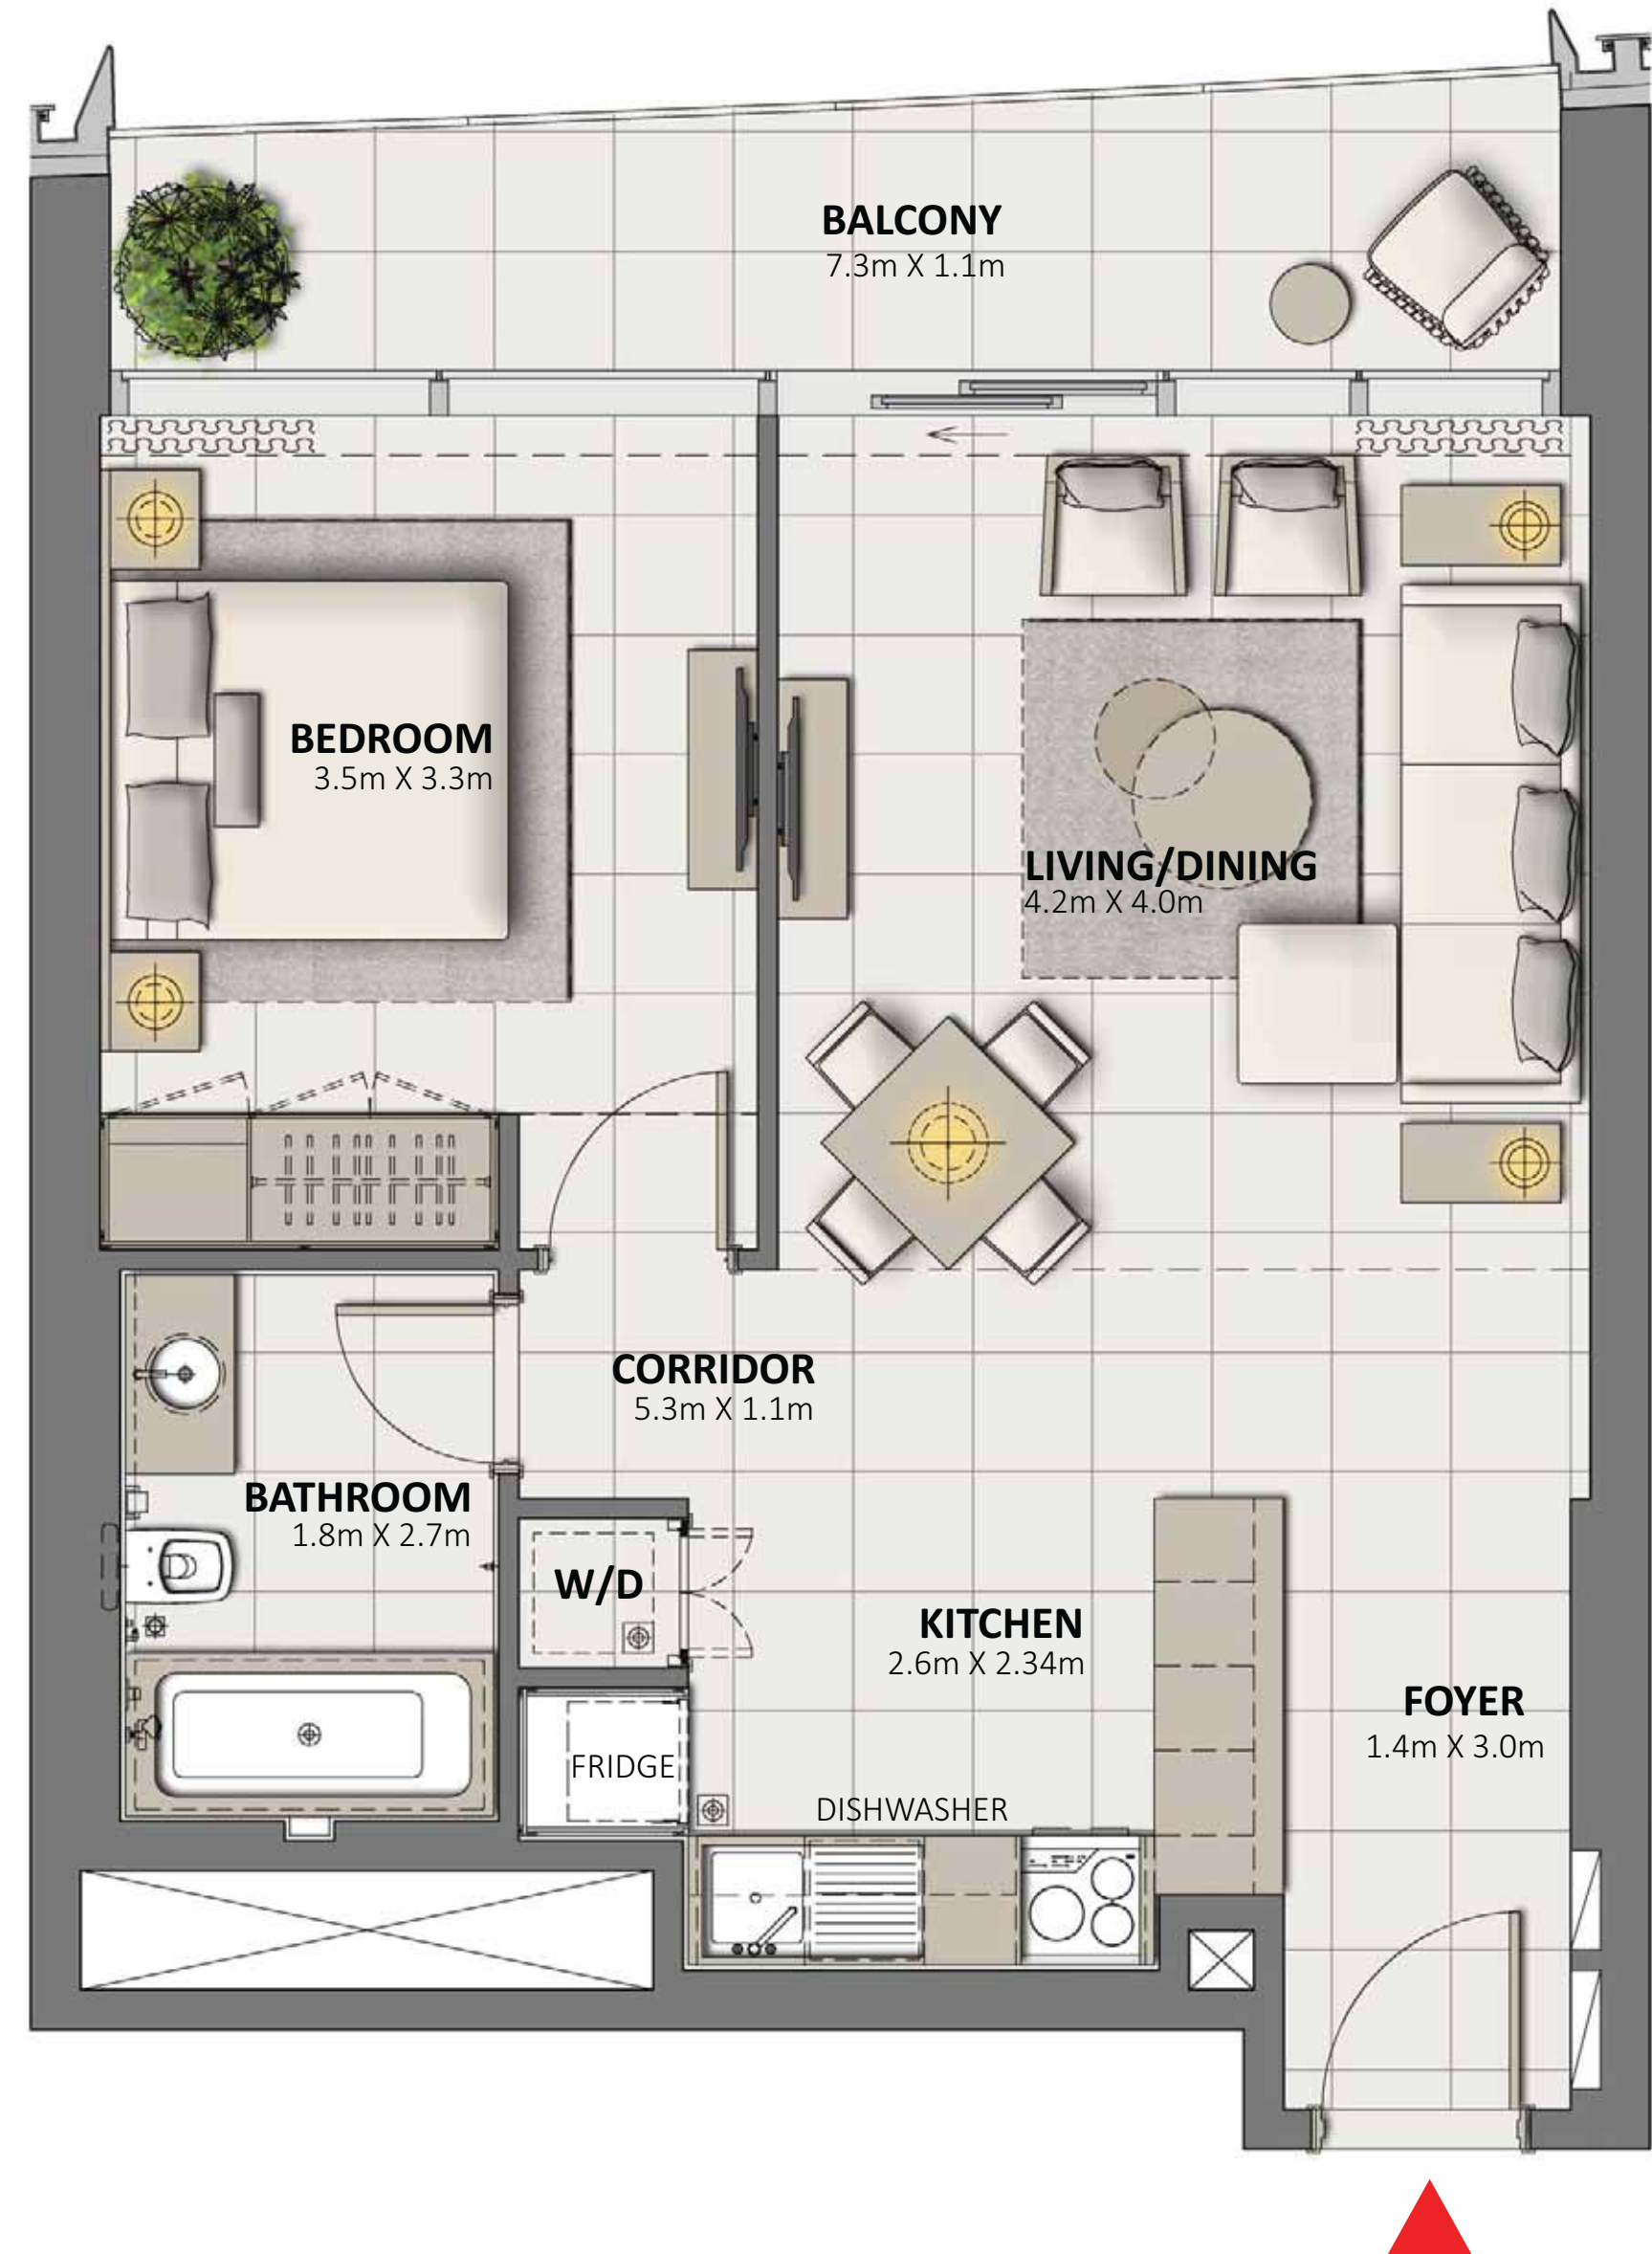 BALCONY
7.3m X 1.1m
BEDROOM
3.5m X 3.3m
LIVING/DINING
4.2m X 4.0m
CORRIDOR
5.3m X 1.1m
BATHROOM
1.8m X 2.7m
W/D
KITCHEN
2.6m X 2.34m
FOYER
1.4m X 3.0m
FRIDGE
DISHWASHER